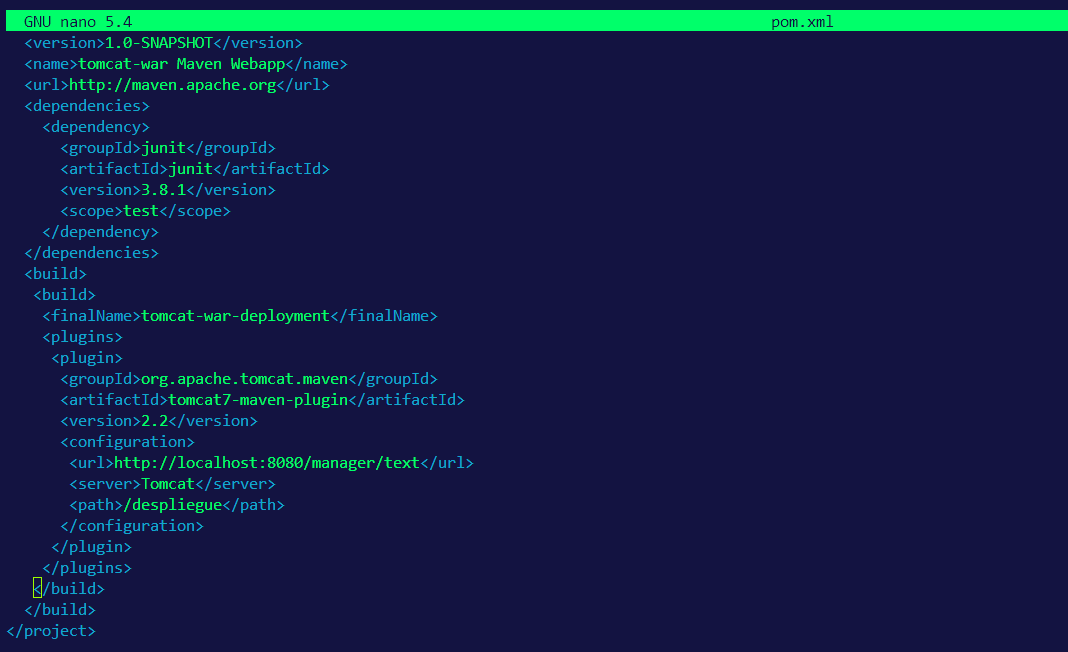 GNU nano 5.4 pom.xml
<version>1.0-SNAPSHOT</version>
<name>tomcat-war Maven Webapp</name>
<url>http://maven.apache.org</url>
<dependencies>
<dependency>
<groupId>junit</groupId>
<artifactId>junit</artifactId>
<version>3.8.1</version>
<scope>test</scope>
</dependency>
</dependencies>
<build>
<build>
<finalName>tomcat-war-deployment</finalName>
<plugins>
<plugin>
<groupId>org.apache.tomcat.maven</groupId>
<artifactId>tomcat7-maven-plugin</artifactId>
<version>2.2</version>
<configuration>
<url>http://localhost:8080/manager/text</url>
<server>Tomcat</server>
<path>/despliegue</path>
</configuration>
</plugin>
</plugins>
</build>
</build>
</project>